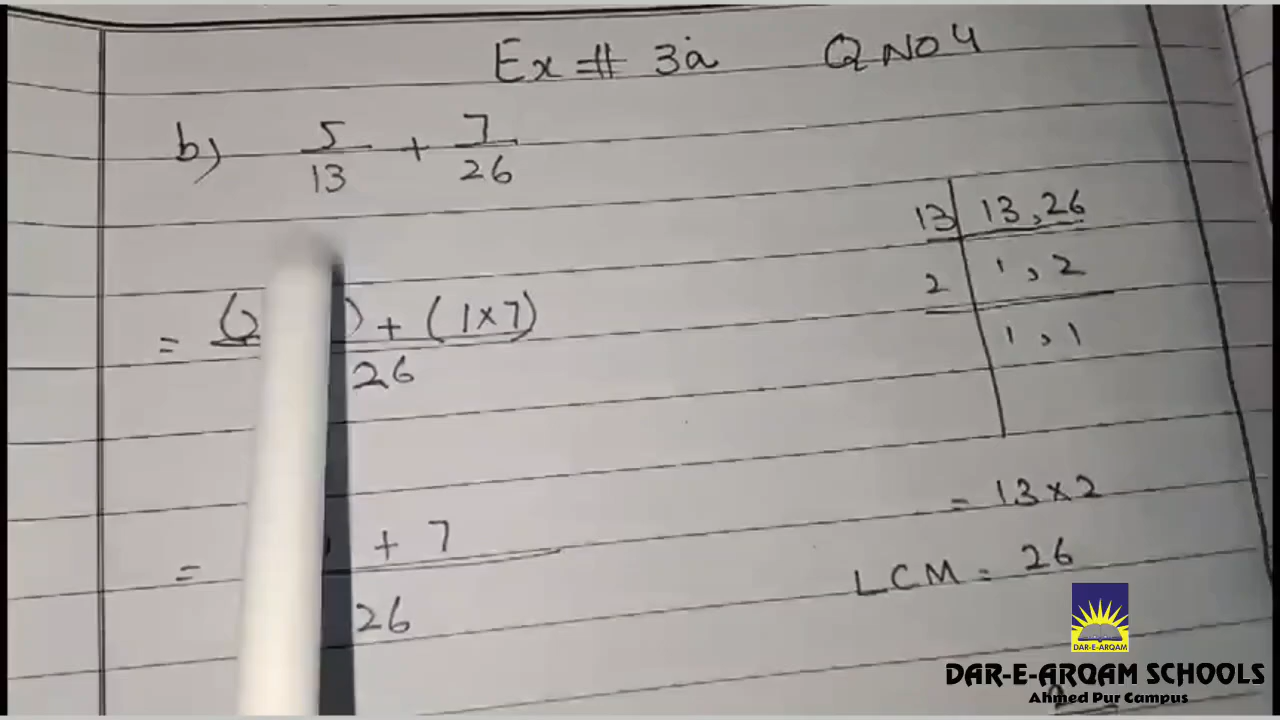 Ex # 3a Q NO 4
b) 5/13 + 7/26
13 | 13, 26
2 | 1, 2
1, 1
= (2 ) + (1×7) / 26
= 13×2
= + 7 / 26
LCM = 26
DAR-E-ARQAM
DAR-E-ARQAM SCHOOLS
Ahmed Pur Campus